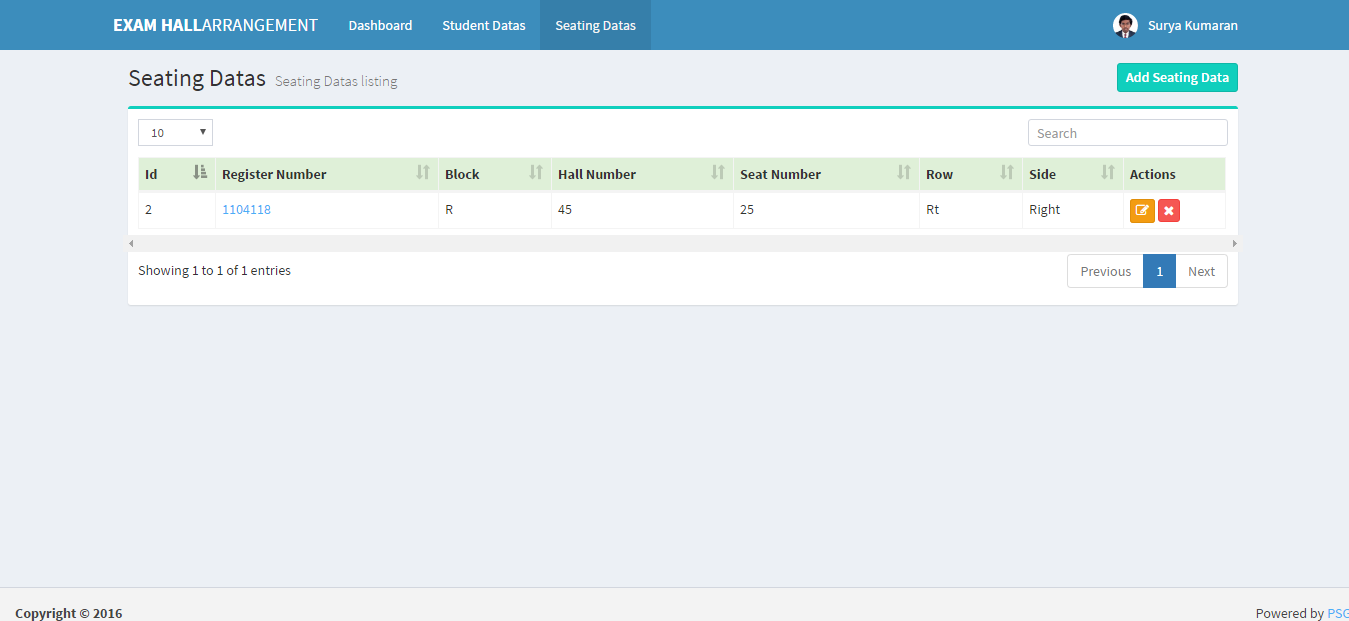 EXAM HALLARRANGEMENT Dashboard Student Datas Seating Datas Surya Kumaran
Seating Datas Seating Datas listing Add Seating Data
10 Search
Id Register Number Block Hall Number Seat Number Row Side Actions
2 1104118 R 45 25 Rt Right
Showing 1 to 1 of 1 entries Previous 1 Next
Copyright © 2016 Powered by PSG